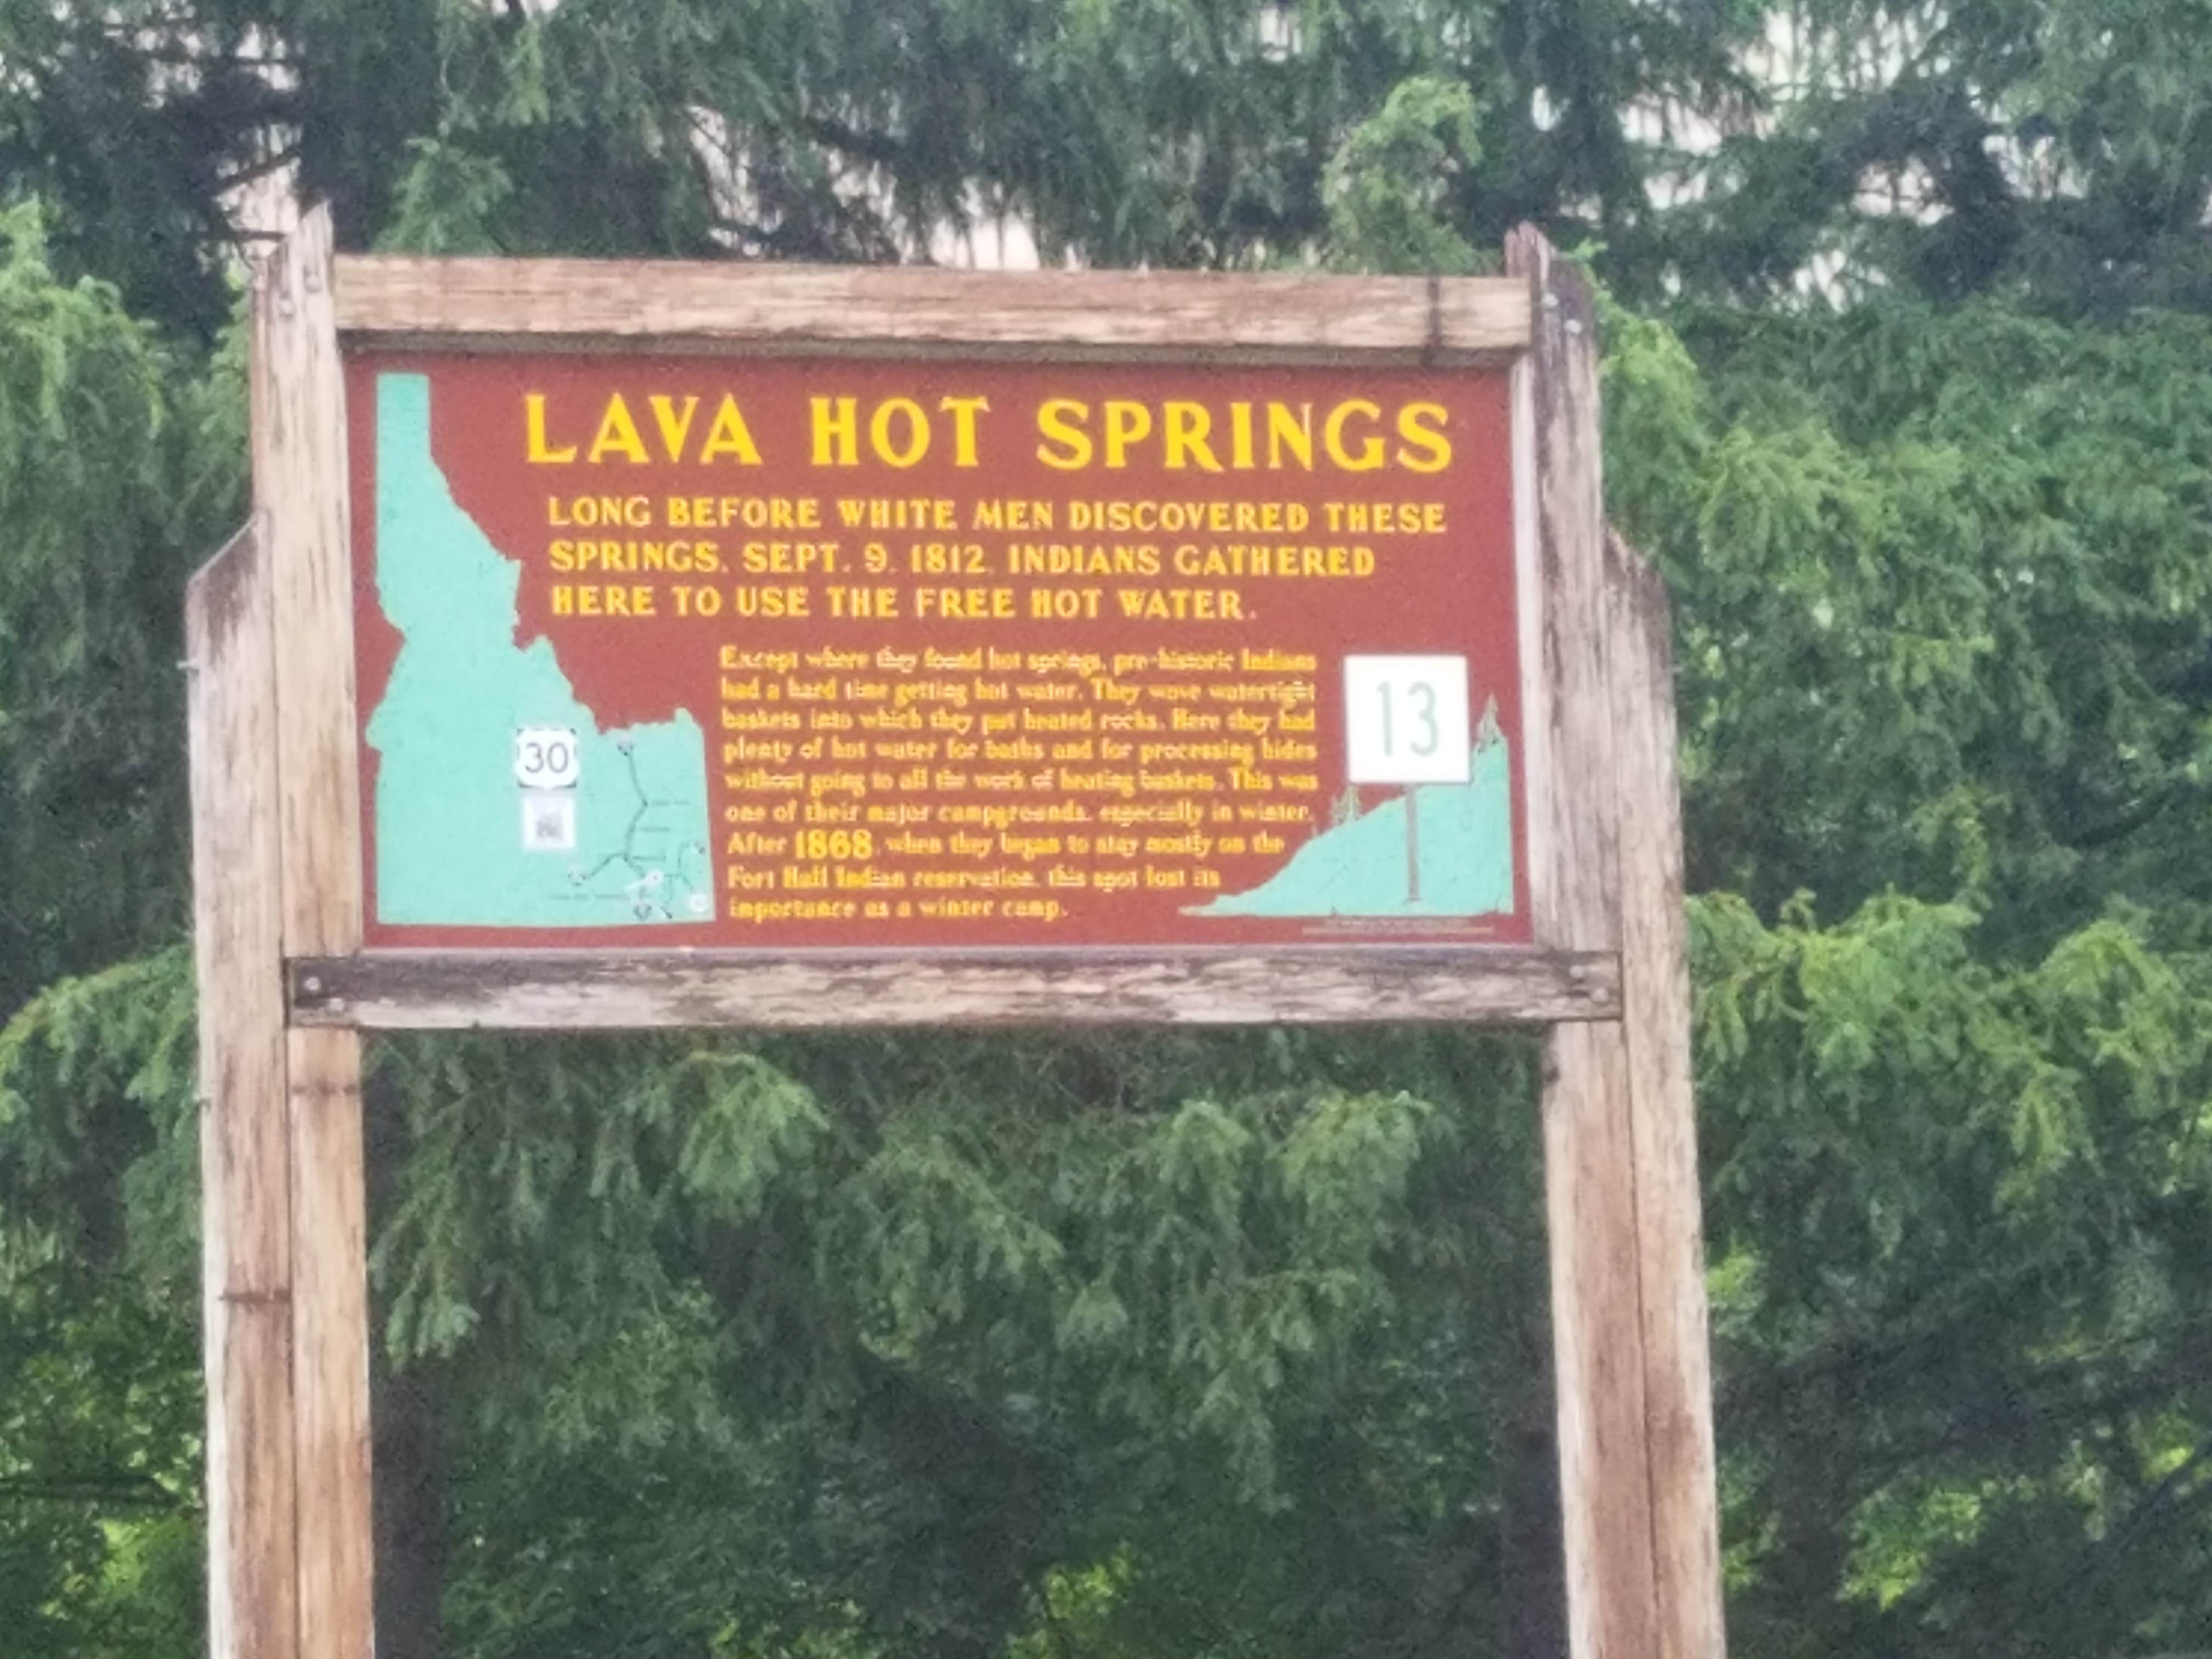 LAVA HOT SPRINGS
LONG BEFORE WHITE MEN DISCOVERED THESE
SPRINGS, SEPT. 9, 1812, INDIANS GATHERED
HERE TO USE THE FREE HOT WATER.
Except where they found hot springs, pre-historic Indians
had a hard time getting hot water. They wove watertight
baskets into which they put heated rocks. Here they had
plenty of hot water for baths and for processing hides
without going to all the work of heating baskets. This was
one of their major campgrounds, especially in winter.
After 1868, when they began to stay mostly on the
Fort Hall Indian reservation, this spot lost its
importance as a winter camp.
30
13